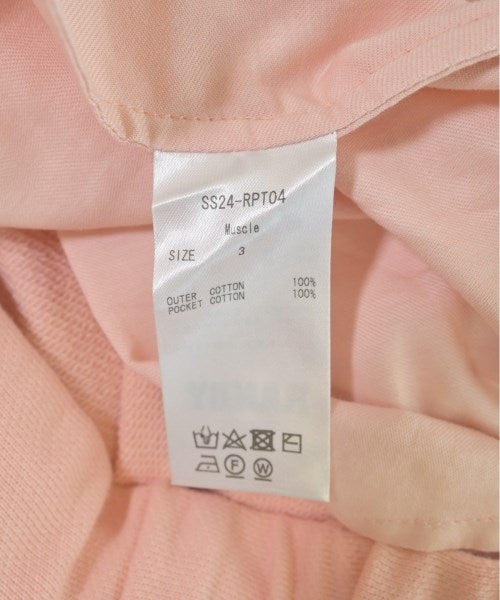 SS24-RPT04
Muscle
SIZE 3
OUTER COTTON 100%
POCKET COTTON 100%
F W